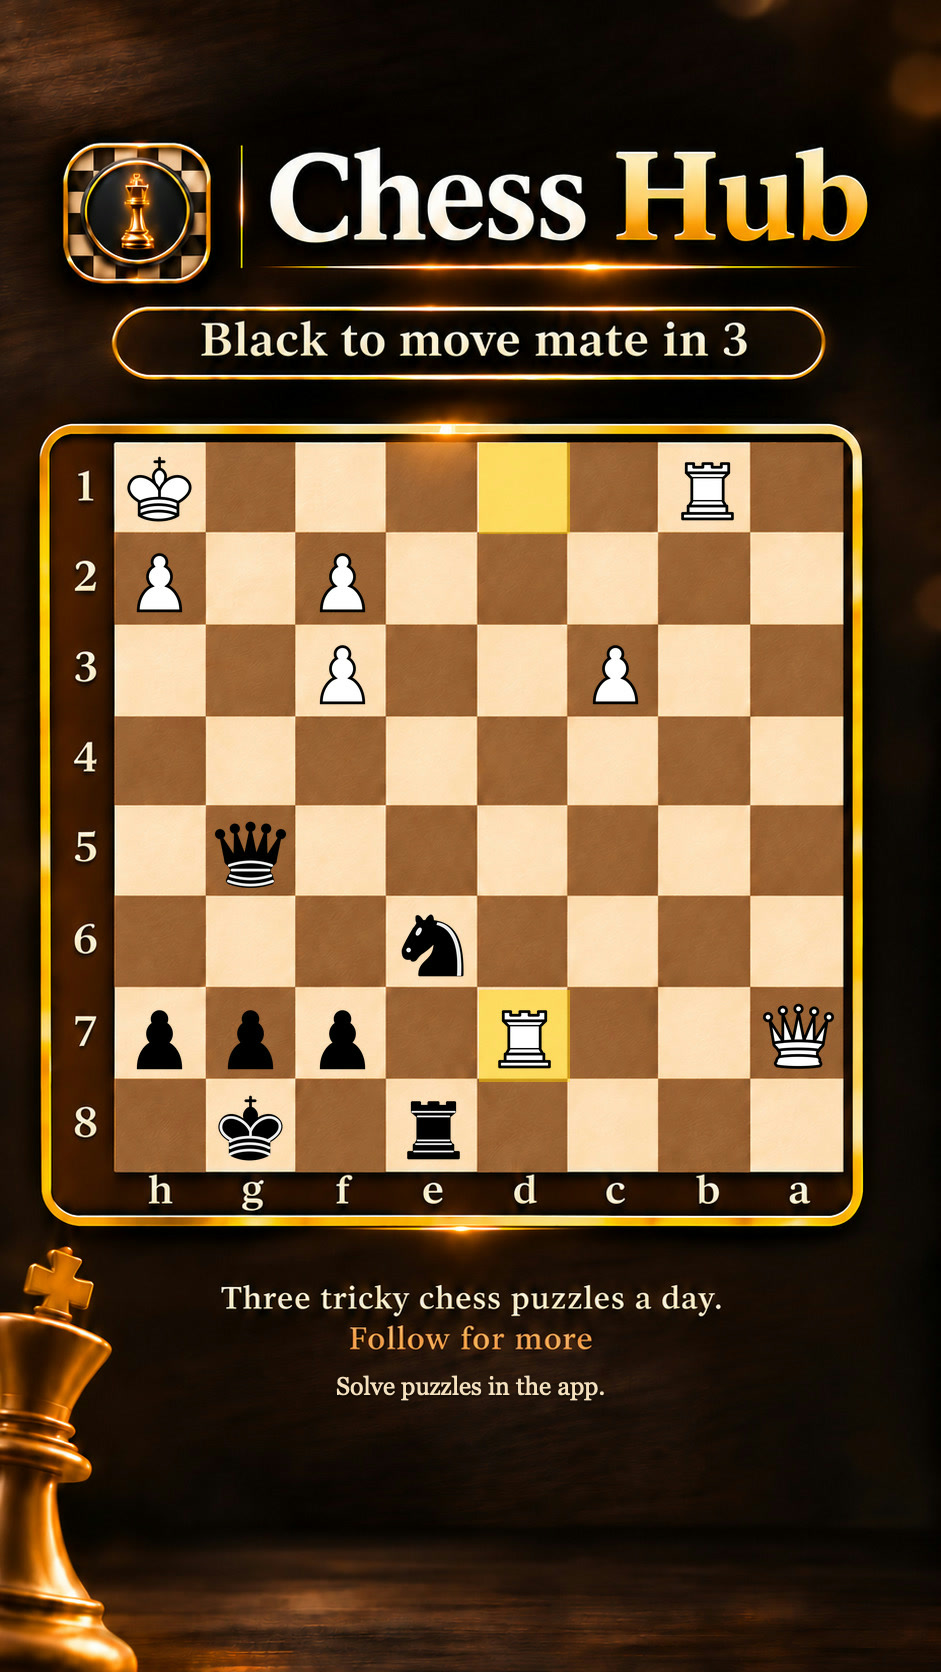 Chess Hub
Black to move mate in 3
1
2
3
4
5
6
7
8
h g f e d c b a
Three tricky chess puzzles a day.
Follow for more
Solve puzzles in the app.